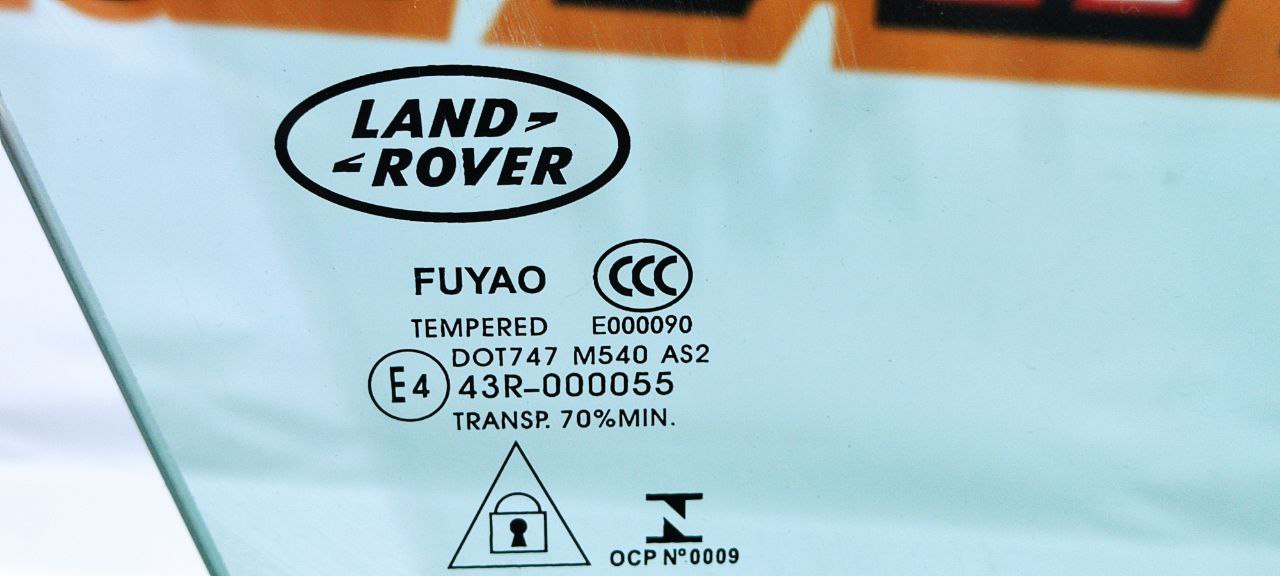 LAND
ROVER
FUYAO CCC
TEMPERED E000090
DOT747 M540 AS2
E4 43R-000055
TRANSP. 70%MIN.
OCP Nº0009